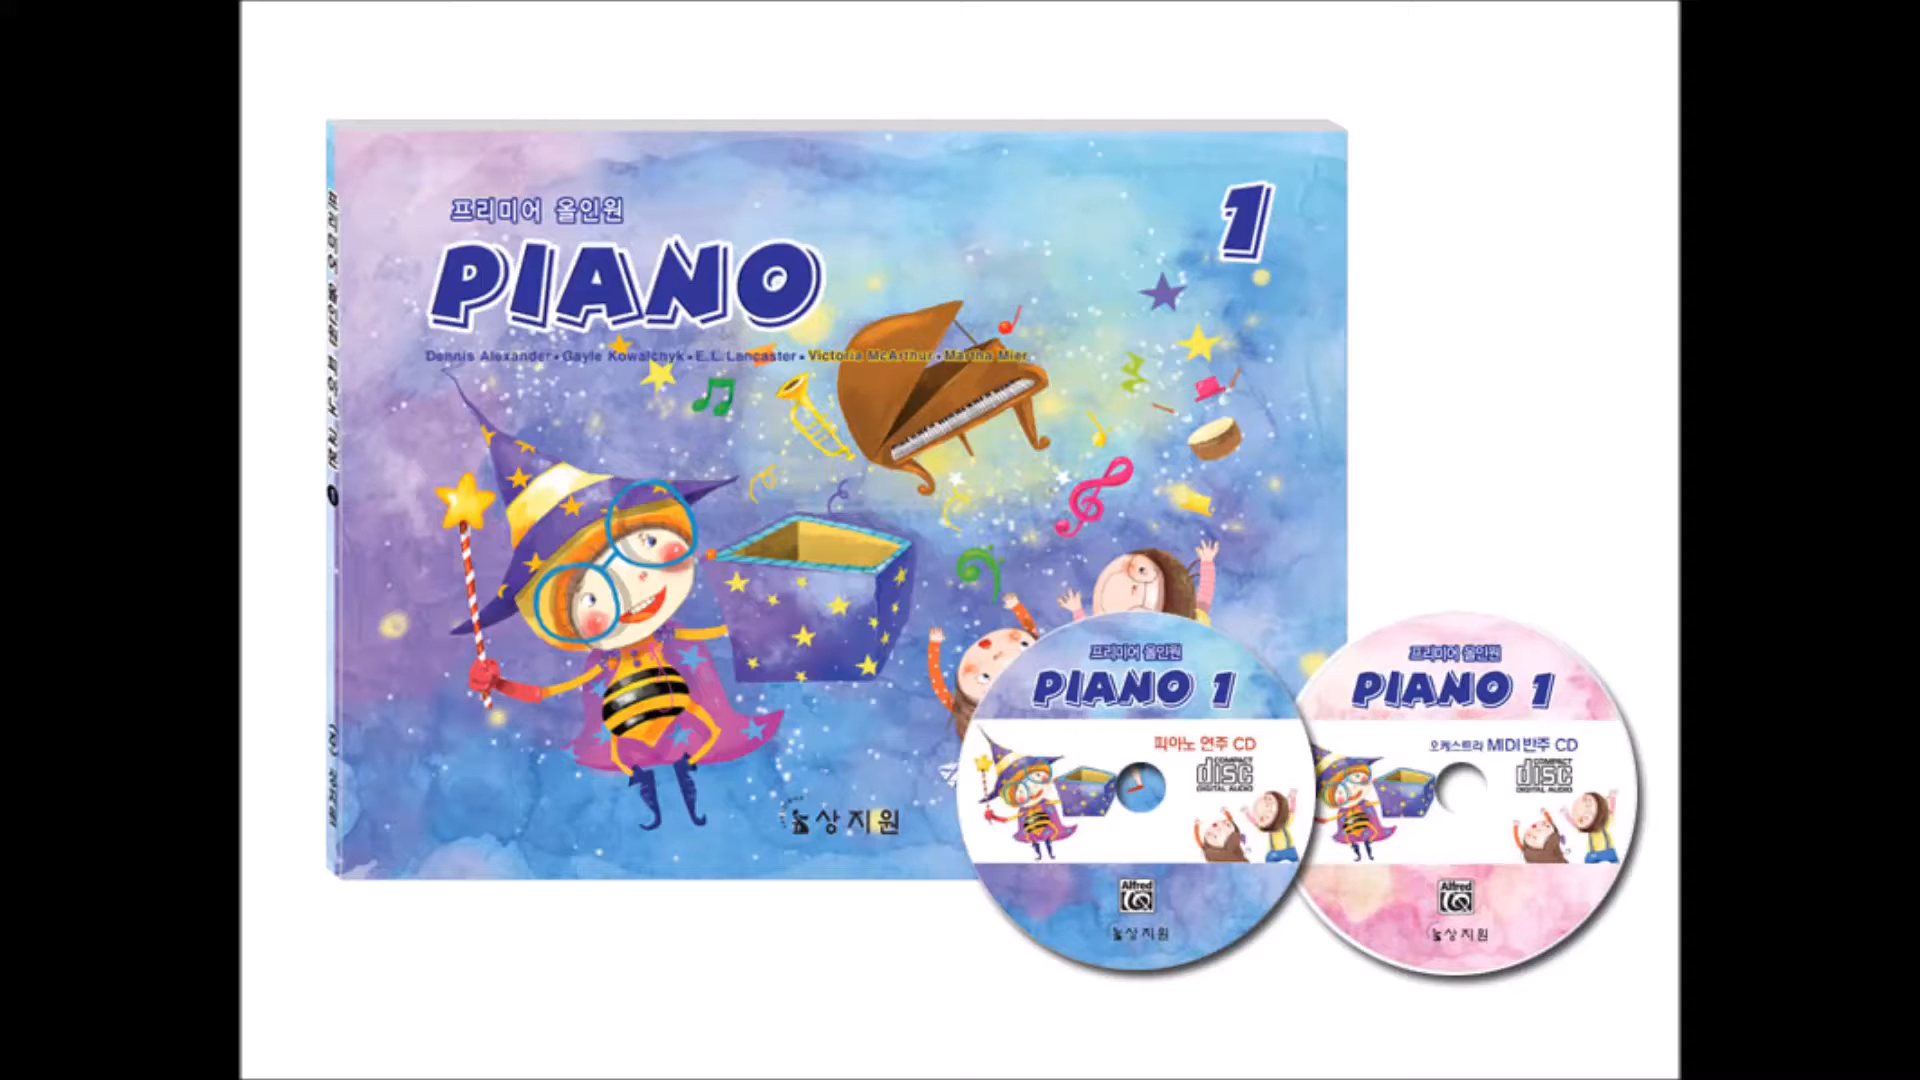 프리미어 올인원
PIANO
1
Dennis Alexander • Gayle Kowalchyk • E. L. Lancaster • Victoria McArthur • Martha Mier
상지원
프리미어 올인원
PIANO 1
피아노 연주 CD
COMPACT
disc
DIGITAL AUDIO
Alfred
상지원
프리미어 올인원
PIANO 1
오케스트라 MIDI 반주 CD
COMPACT
disc
DIGITAL AUDIO
Alfred
상지원